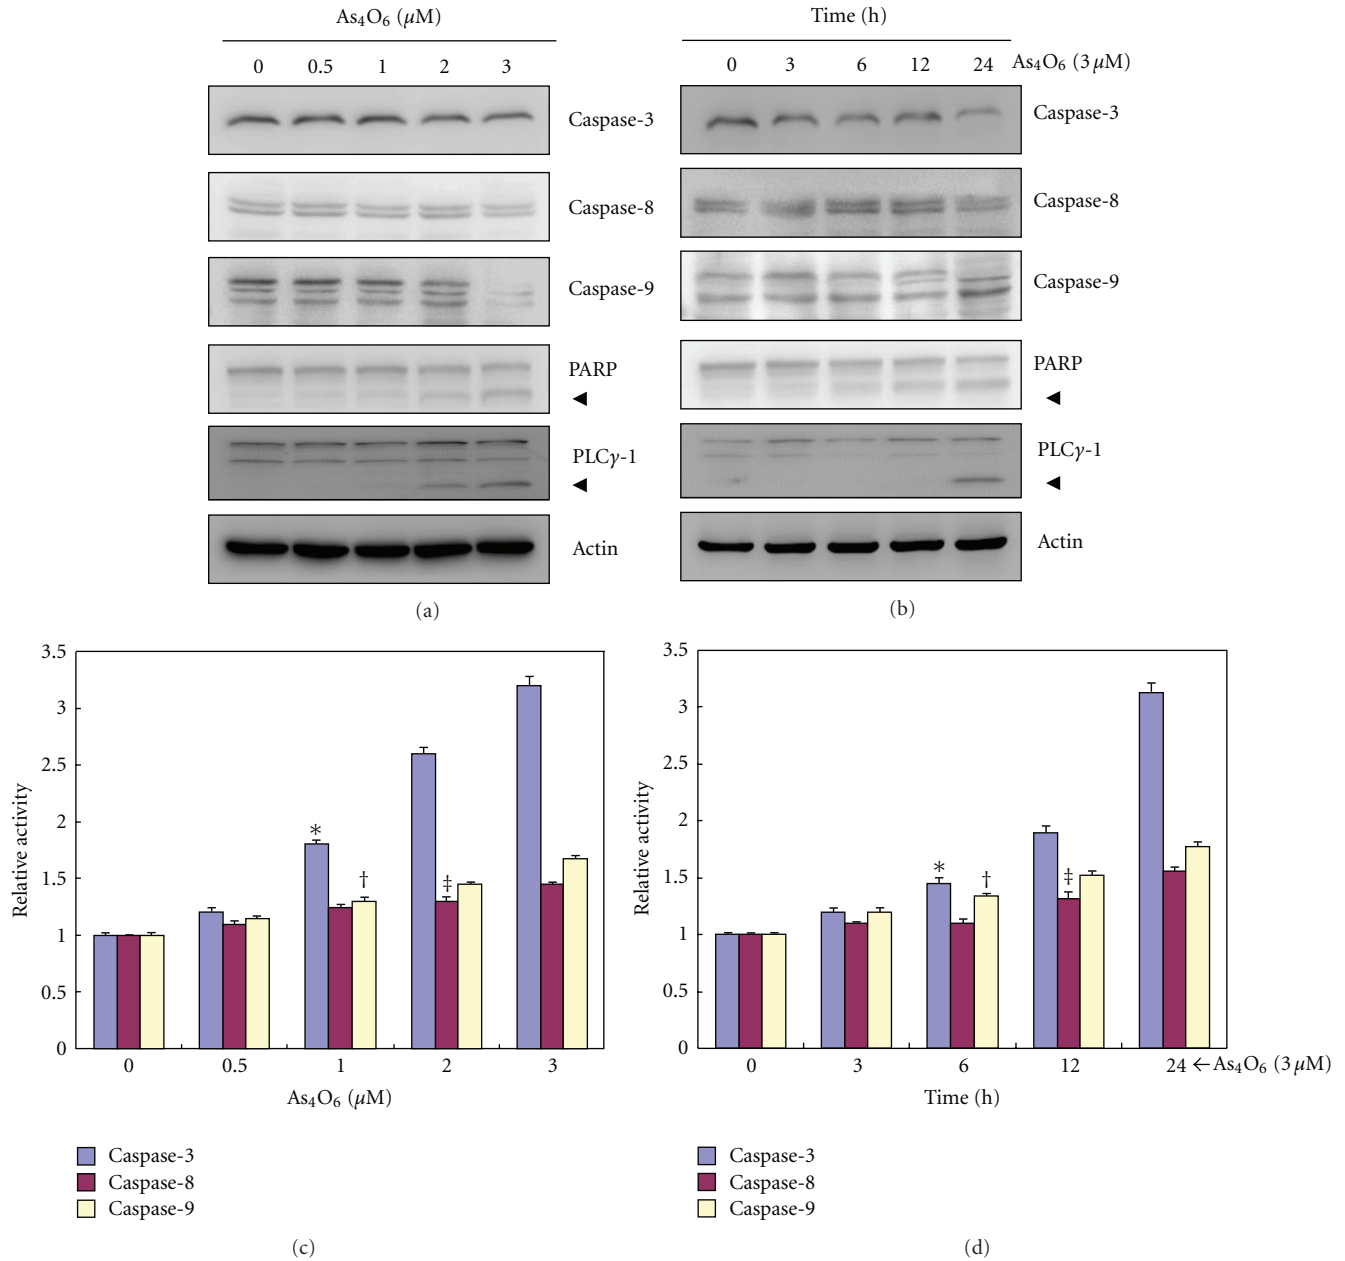 As₄O₆ (μM)
0 0.5 1 2 3
Caspase-3
Caspase-8
Caspase-9
PARP
PLCγ-1
Actin
(a)
Time (h)
0 3 6 12 24 As₄O₆ (3 μM)
Caspase-3
Caspase-8
Caspase-9
PARP
PLCγ-1
Actin
(b)
3.5
3
2.5
2
1.5
1
0.5
0
Relative activity
*
†
‡
0 0.5 1 2 3
As₄O₆ (μM)
Caspase-3
Caspase-8
Caspase-9
(c)
3.5
3
2.5
2
1.5
1
0.5
0
Relative activity
*
†
‡
0 3 6 12 24 ←As₄O₆ (3 μM)
Time (h)
Caspase-3
Caspase-8
Caspase-9
(d)